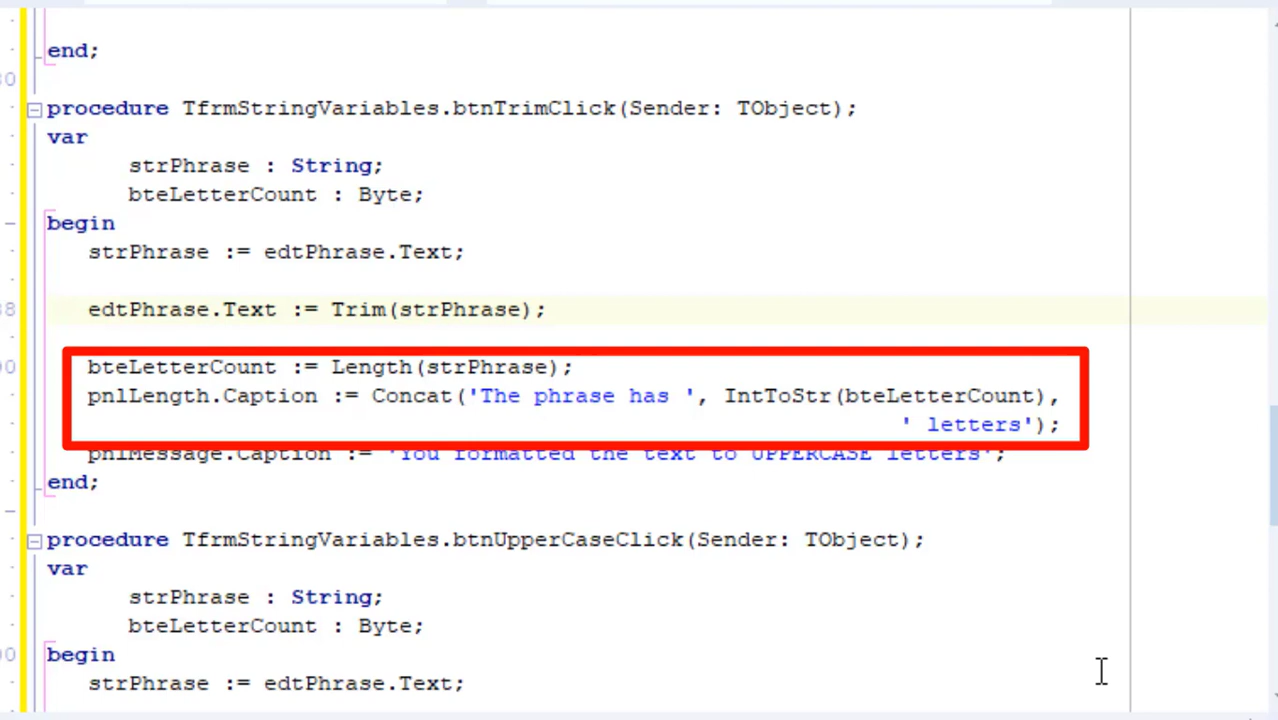 end;
procedure TfrmStringVariables.btnTrimClick(Sender: TObject);
var
strPhrase : String;
bteLetterCount : Byte;
begin
strPhrase := edtPhrase.Text;
edtPhrase.Text := Trim(strPhrase);
bteLetterCount := Length(strPhrase);
pnlLength.Caption := Concat('The phrase has ', IntToStr(bteLetterCount),
' letters');
pnlMessage.Caption := 'You formatted the text to UPPERCASE letters';
end;
procedure TfrmStringVariables.btnUpperCaseClick(Sender: TObject);
var
strPhrase : String;
bteLetterCount : Byte;
begin
strPhrase := edtPhrase.Text;